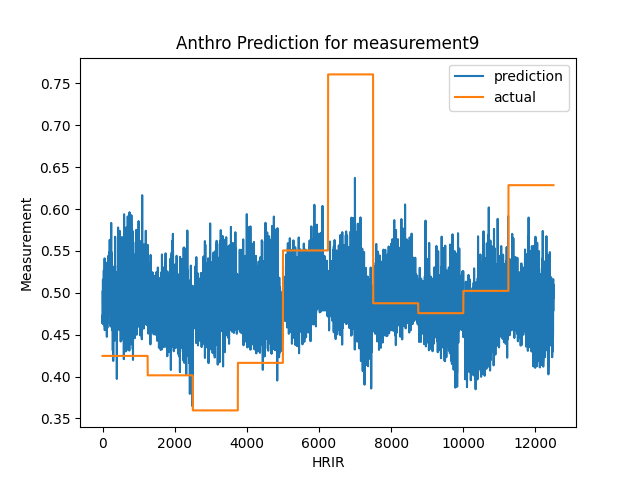 Anthro Prediction for measurement9
prediction
actual
Measurement
0.75
0.70
0.65
0.60
0.55
0.50
0.45
0.40
0.35
0 2000 4000 6000 8000 10000 12000
HRIR